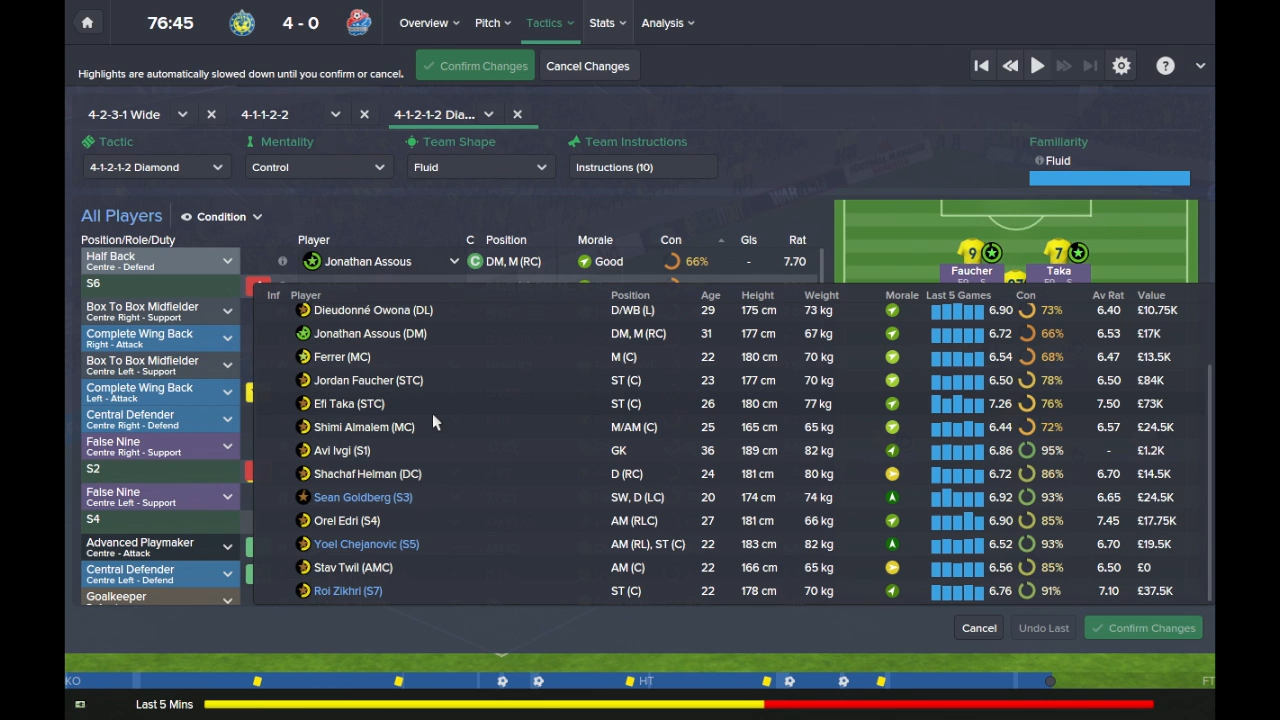 76:45 4 - 0 Overview Pitch Tactics Stats Analysis
Highlights are automatically slowed down until you confirm or cancel. Confirm Changes Cancel Changes
4-2-3-1 Wide 4-1-1-2-2 4-1-2-1-2 Dia...
Tactic Mentality Team Shape Team Instructions Familiarity
4-1-2-1-2 Diamond Control Fluid Instructions (10) Fluid
All Players Condition
Position/Role/Duty Player C Position Morale Con Gls Rat
Half Back
Centre - Defend
Jonathan Assous C DM, M (RC) Good 66% - 7.70
9 7
Faucher Taka
S6
Box To Box Midfielder
Centre Right - Support
Complete Wing Back
Right - Attack
Box To Box Midfielder
Centre Left - Support
Complete Wing Back
Left - Attack
Central Defender
Centre Right - Defend
False Nine
Centre Right - Support
S2
False Nine
Centre Left - Support
S4
Advanced Playmaker
Centre - Attack
Central Defender
Centre Left - Defend
Goalkeeper
Inf Player Position Age Height Weight Morale Last 5 Games Con Av Rat Value
Dieudonné Owona (DL) D/WB (L) 29 175 cm 73 kg 6.90 73% 6.40 £10.75K
Jonathan Assous (DM) DM, M (RC) 31 177 cm 67 kg 6.72 66% 6.53 £17K
Ferrer (MC) M (C) 22 180 cm 70 kg 6.54 68% 6.47 £13.5K
Jordan Faucher (STC) ST (C) 23 177 cm 70 kg 6.50 78% 6.50 £84K
Efi Taka (STC) ST (C) 26 180 cm 77 kg 7.26 76% 7.50 £73K
Shimi Almalem (MC) M/AM (C) 25 165 cm 65 kg 6.44 72% 6.57 £24.5K
Avi Ivgi (S1) GK 36 189 cm 82 kg 6.86 95% - £1.2K
Shachaf Helman (DC) D (RC) 24 181 cm 80 kg 6.72 86% 6.70 £14.5K
Sean Goldberg (S3) SW, D (LC) 20 174 cm 74 kg 6.92 93% 6.65 £24.5K
Orel Edri (S4) AM (RLC) 27 181 cm 66 kg 6.90 85% 7.45 £17.75K
Yoel Chejanovic (S5) AM (RL), ST (C) 22 183 cm 82 kg 6.52 93% 6.70 £19.5K
Stav Twil (AMC) AM (C) 22 166 cm 65 kg 6.56 85% 6.50 £0
Roi Zikhri (S7) ST (C) 22 178 cm 70 kg 6.76 91% 7.10 £37.5K
Cancel Undo Last Confirm Changes
KO HT FT
Last 5 Mins